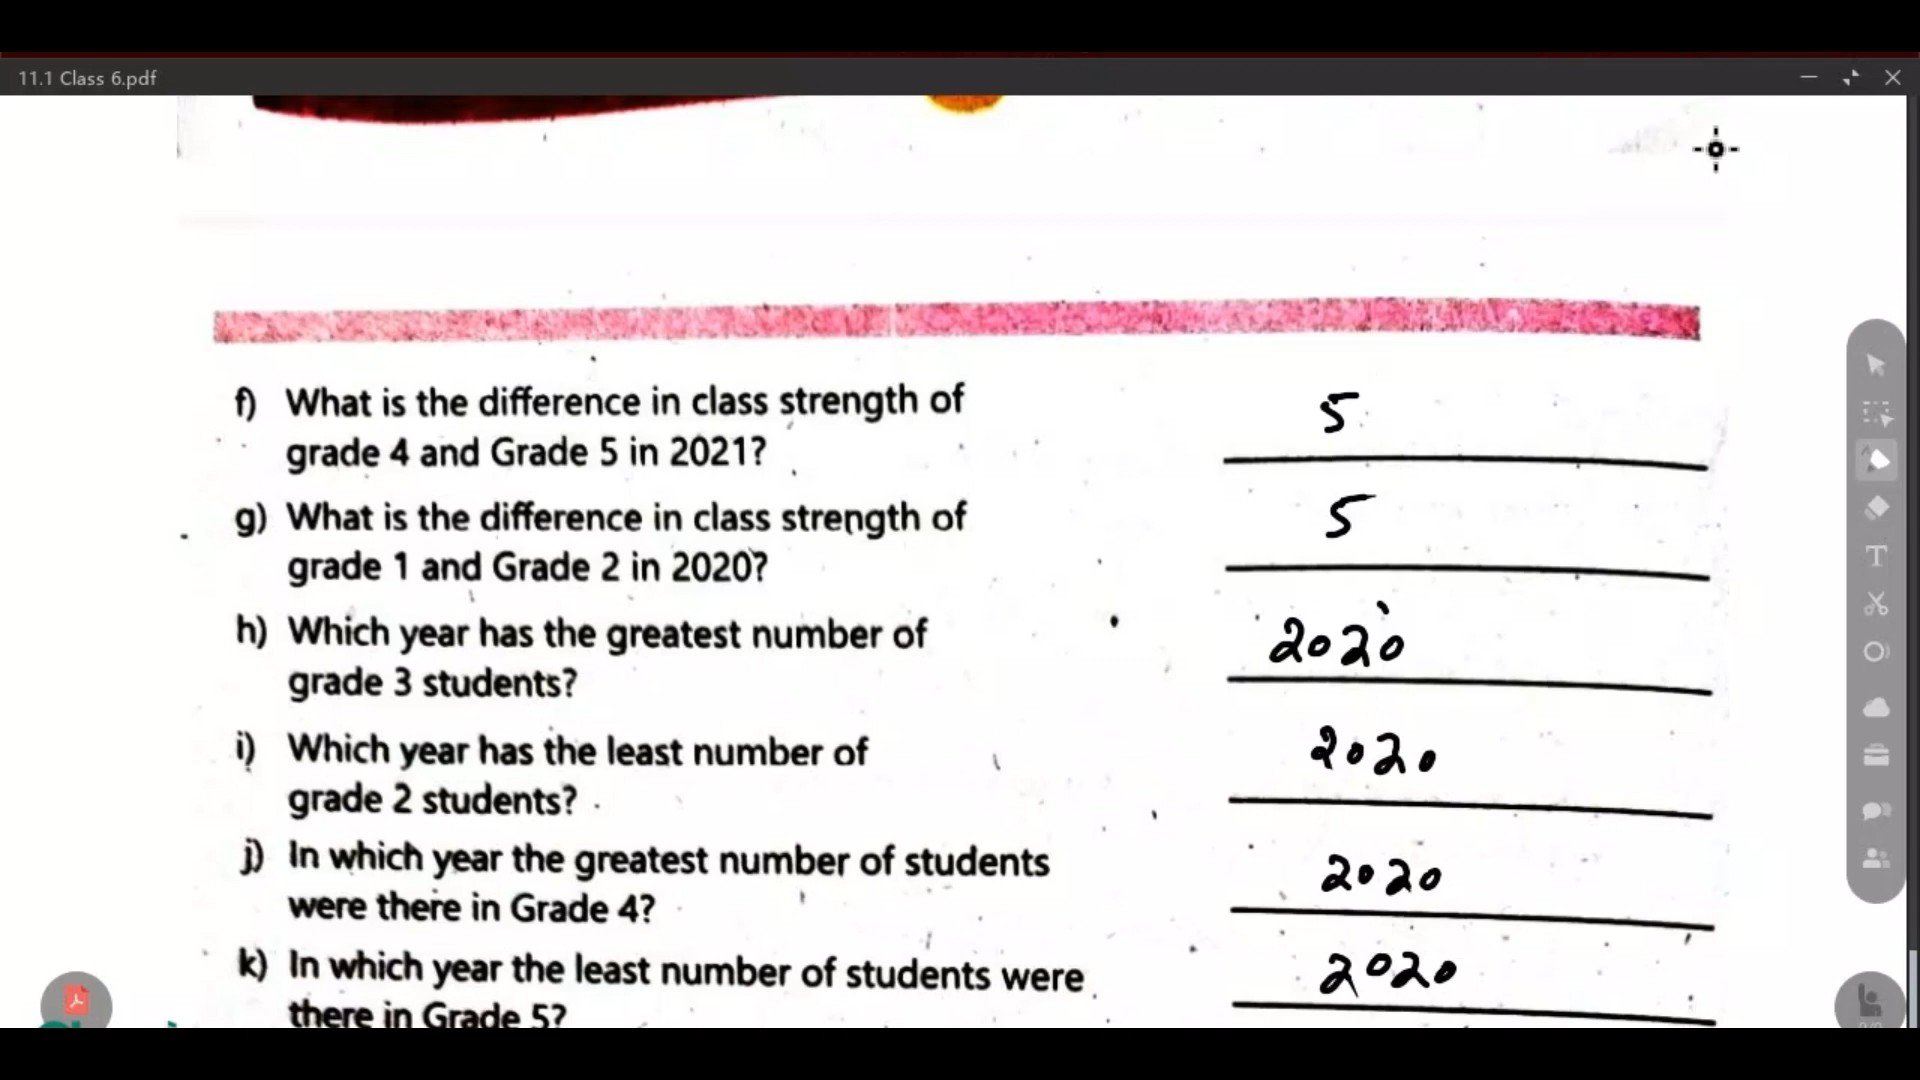 11.1 Class 6.pdf
f) What is the difference in class strength of
grade 4 and Grade 5 in 2021?
5
g) What is the difference in class strength of
grade 1 and Grade 2 in 2020?
5
h) Which year has the greatest number of
grade 3 students?
2020
i) Which year has the least number of
grade 2 students?
2020
j) In which year the greatest number of students
were there in Grade 4?
2020
k) In which year the least number of students were
there in Grade 5?
2020
T